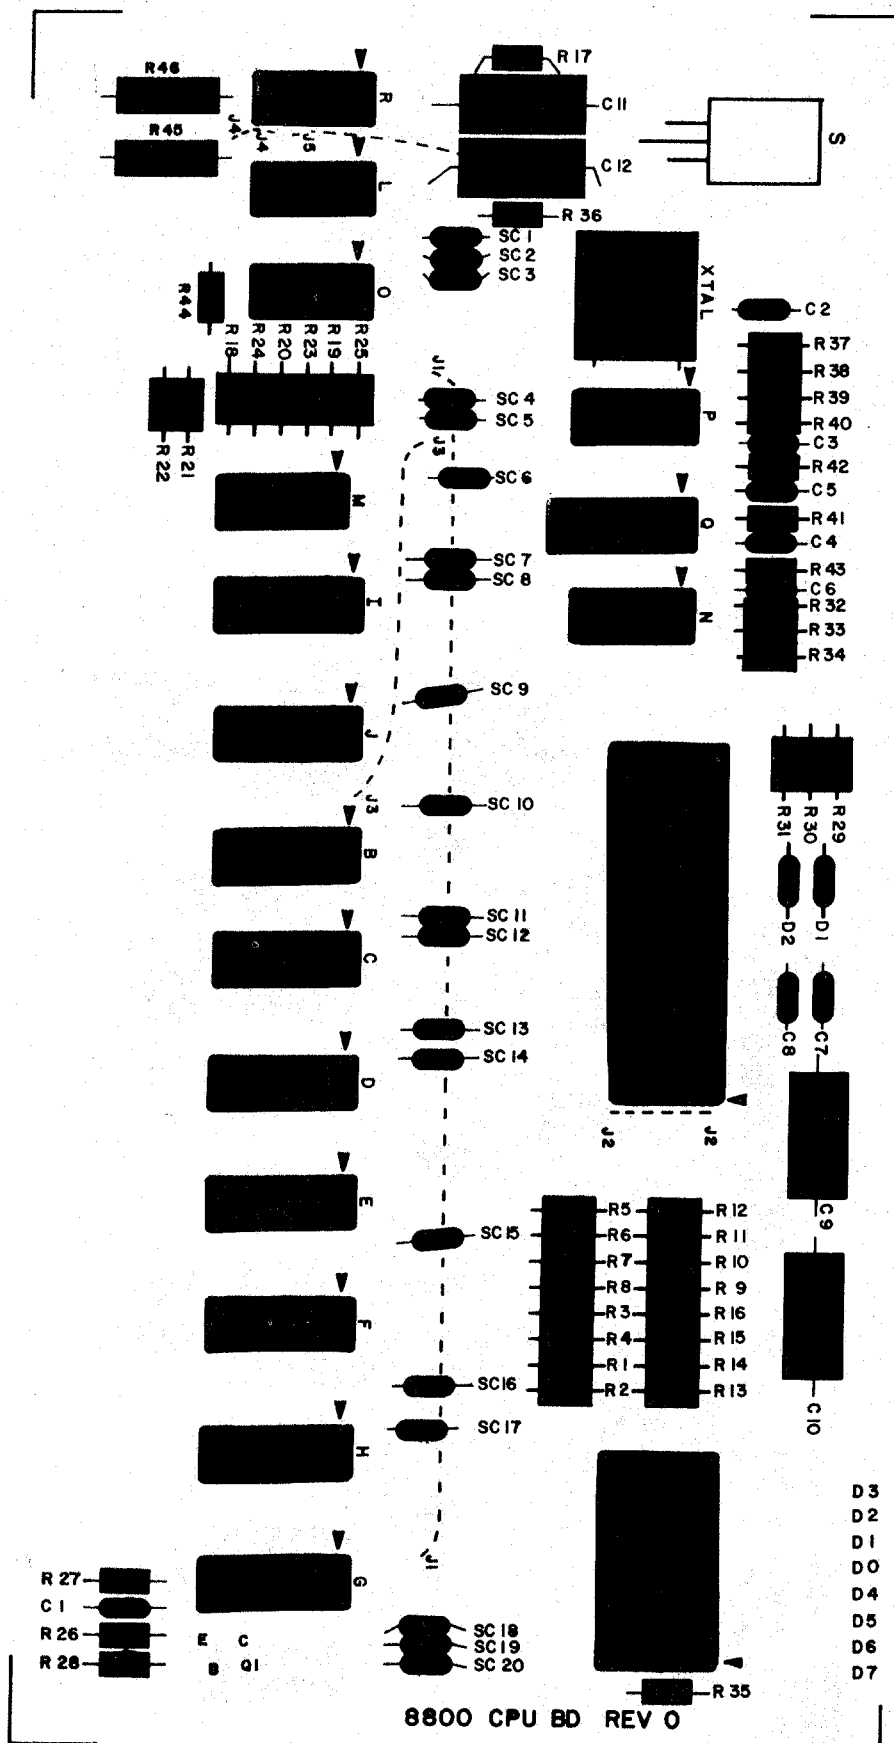 R46
R
R17
C11
J4
R45
J4
J5
S
L
C12
R36
SC1
SC2
SC3
XTAL
R44
O
C2
R18
R24
R20
R23
R19
R25
J1
R37
R38
SC4
R39
P
SC5
R40
C3
J3
R22
R21
R42
SC6
C5
M
Q
R41
C4
SC7
R43
SC8
C6
I
N
R32
R33
R34
SC9
J
J3
SC10
R31
R30
R29
B
SC11
D2
D1
SC12
C
SC13
C8
C7
SC14
D
J2
J2
E
R5
R12
C9
SC15
R6
R11
R7
R10
R8
R9
R3
R16
F
R4
R15
R1
R14
SC16
R2
R13
C10
SC17
H
D3
D2
D1
J1
D0
R27
G
D4
C1
D5
R26
E C
SC18
SC19
D6
R28
B Q1
SC20
D7
R35
8800 CPU BD REV 0